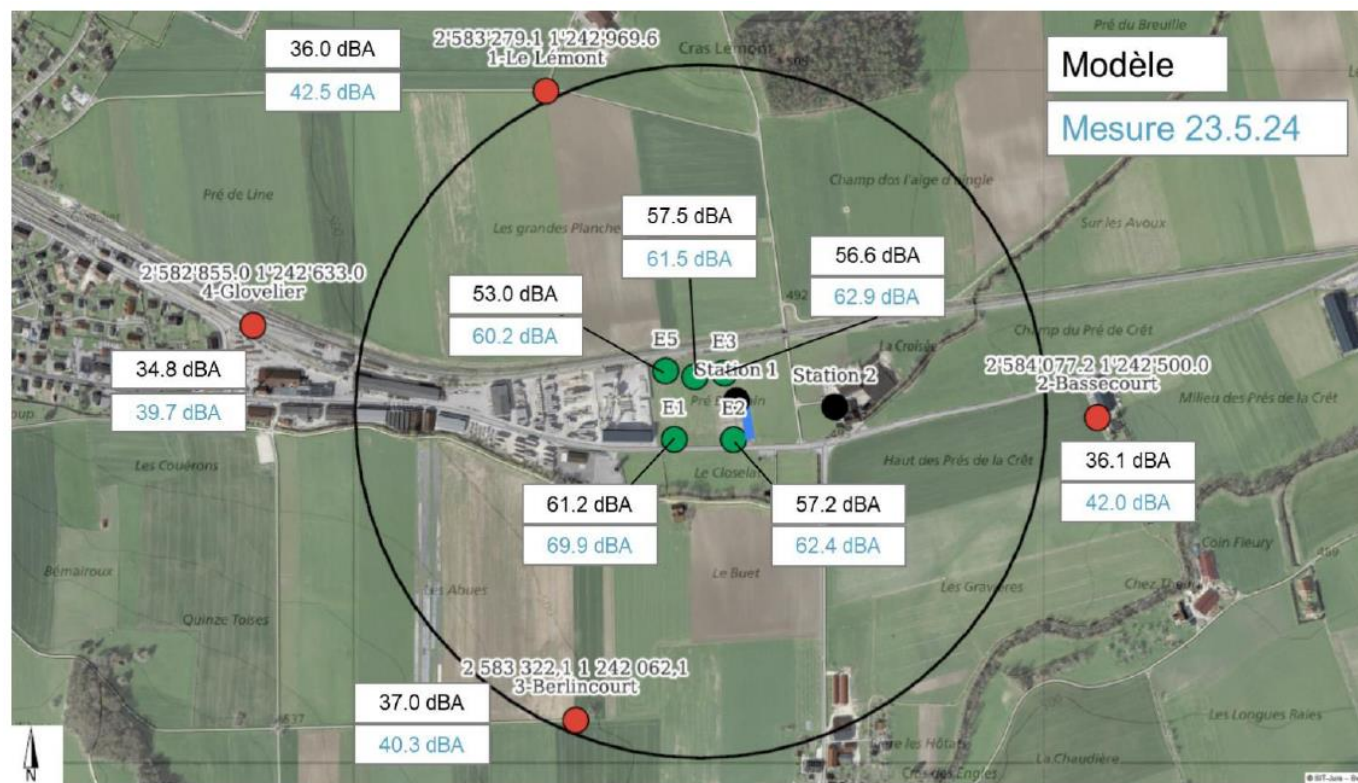 Pré du Breuille
2'583'279.1 1'242'969.6
1-Le Lémont
Cras Lémont
36.0 dBA
42.5 dBA
Modèle
Mesure 23.5.24
Pré de Line
Les grandes Planche
Champ dos l'aige d'
Sur les Avoux
57.5 dBA
61.5 dBA
56.6 dBA
62.9 dBA
2'582'855.0 1'242'633.0
4-Glovelier
53.0 dBA
60.2 dBA
492
E5
E3
Station 1
Station 2
La Croisée
Champ du Pré de Crêt
2'584'077.2 1'242'500.0
2-Bassecourt
34.8 dBA
39.7 dBA
E1
E2
Milieu des Prés de la Crêt
Les Couérons
Le Closelat
Haut des Prés de la Crêt
36.1 dBA
42.0 dBA
61.2 dBA
69.9 dBA
57.2 dBA
62.4 dBA
Coin Fleury
489
Bémairoux
Les Abues
Le Buet
Les Gravières
Quinze Toises
2 583 322,1 1 242 062,1
3-Berlincourt
37.0 dBA
40.3 dBA
Les Longues Raies
La Chaudière
N